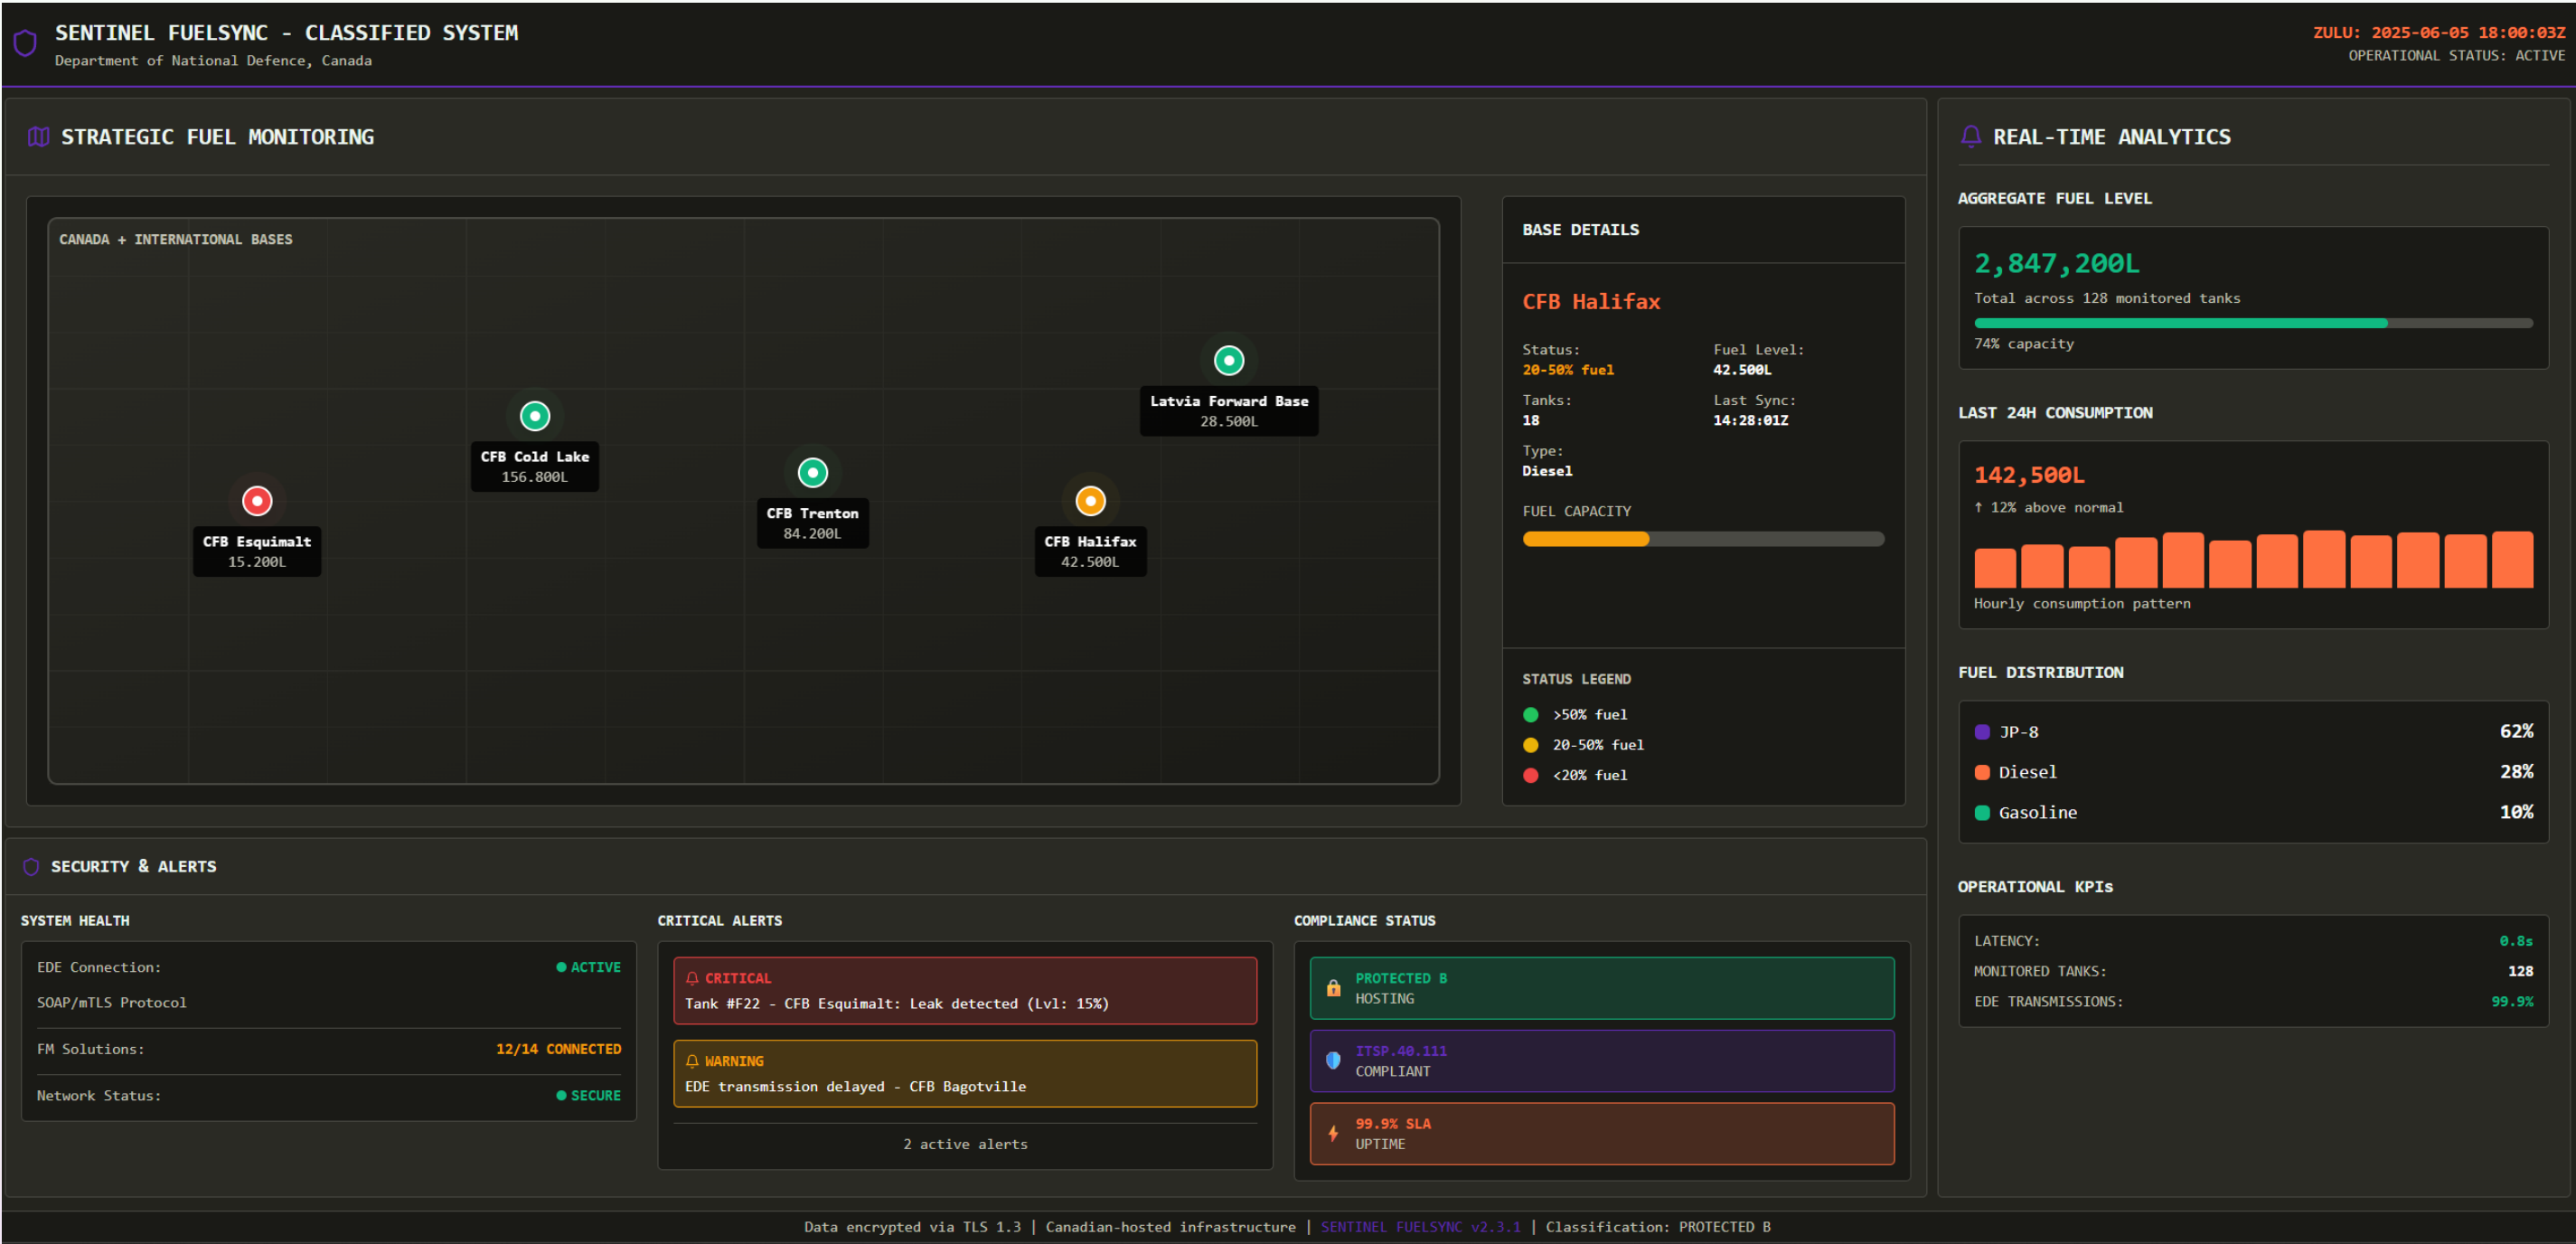 SENTINEL FUELSYNC - CLASSIFIED SYSTEM
Department of National Defence, Canada
ZULU: 2025-06-05 18:00:03Z
OPERATIONAL STATUS: ACTIVE
STRATEGIC FUEL MONITORING
CANADA + INTERNATIONAL BASES
Latvia Forward Base
28.500L
CFB Cold Lake
156.800L
CFB Trenton
84.200L
CFB Esquimalt
15.200L
CFB Halifax
42.500L
BASE DETAILS
CFB Halifax
Status:
20-50% fuel
Fuel Level:
42.500L
Tanks:
18
Last Sync:
14:28:01Z
Type:
Diesel
FUEL CAPACITY
STATUS LEGEND
>50% fuel
20-50% fuel
<20% fuel
REAL-TIME ANALYTICS
AGGREGATE FUEL LEVEL
2,847,200L
Total across 128 monitored tanks
74% capacity
LAST 24H CONSUMPTION
142,500L
↑ 12% above normal
Hourly consumption pattern
FUEL DISTRIBUTION
JP-8 62%
Diesel 28%
Gasoline 10%
OPERATIONAL KPIs
LATENCY: 0.8s
MONITORED TANKS: 128
EDE TRANSMISSIONS: 99.9%
SECURITY & ALERTS
SYSTEM HEALTH
EDE Connection: ACTIVE
SOAP/mTLS Protocol
FM Solutions: 12/14 CONNECTED
Network Status: SECURE
CRITICAL ALERTS
CRITICAL
Tank #F22 - CFB Esquimalt: Leak detected (Lvl: 15%)
WARNING
EDE transmission delayed - CFB Bagotville
2 active alerts
COMPLIANCE STATUS
PROTECTED B
HOSTING
ITSP.40.111
COMPLIANT
99.9% SLA
UPTIME
Data encrypted via TLS 1.3 | Canadian-hosted infrastructure | SENTINEL FUELSYNC v2.3.1 | Classification: PROTECTED B